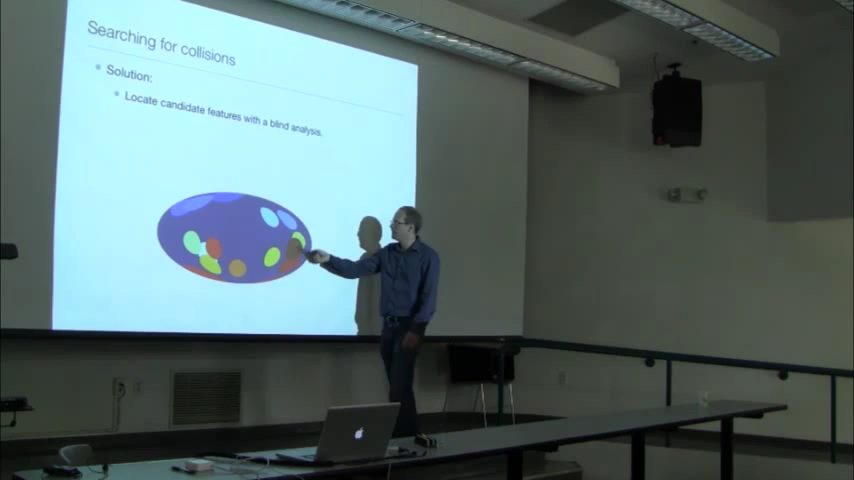 Searching for collisions
Solution:
Locate candidate features with a blind analysis.